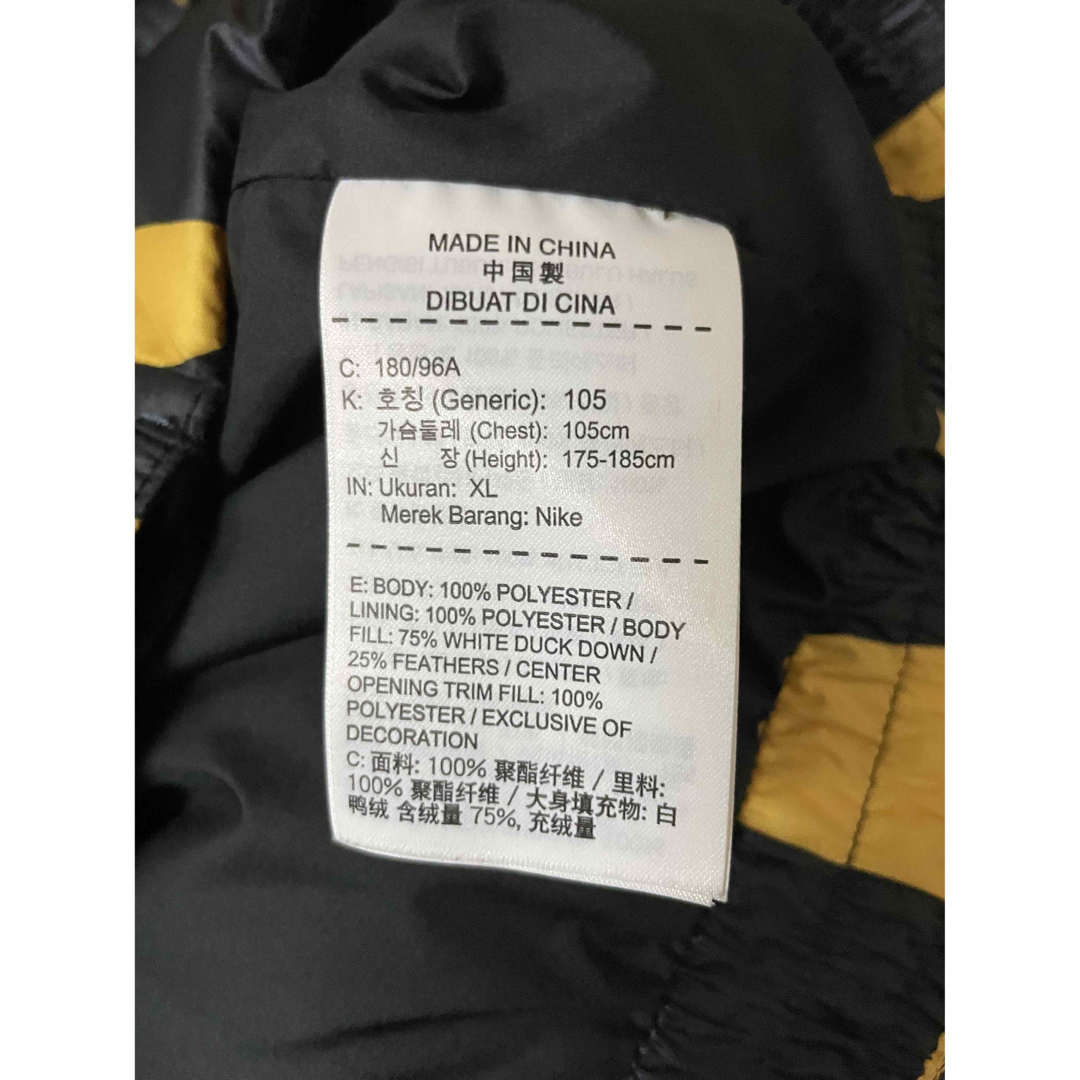 MADE IN CHINA
中国製
DIBUAT DI CINA
C: 180/96A
K: 호칭 (Generic): 105
가슴둘레 (Chest): 105cm
신 장 (Height): 175-185cm
IN: Ukuran: XL
Merek Barang: Nike
E: BODY: 100% POLYESTER /
LINING: 100% POLYESTER / BODY
FILL: 75% WHITE DUCK DOWN /
25% FEATHERS / CENTER
OPENING TRIM FILL: 100%
POLYESTER / EXCLUSIVE OF
DECORATION
C: 面料: 100% 聚酯纤维 / 里料:
100% 聚酯纤维 / 大身填充物: 白
鸭绒 含绒量 75%, 充绒量